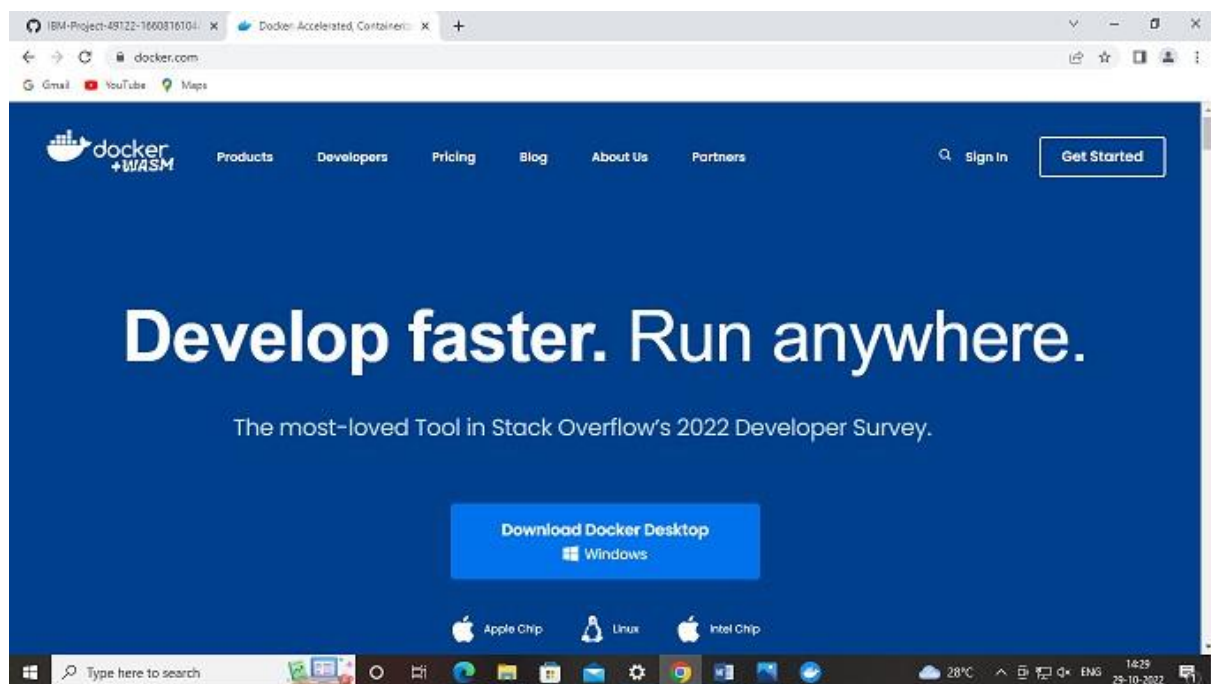 IBM-Project-49122-1660816104/
Docker: Accelerated, Containeriz
docker.com
Gmail
YouTube
Maps
docker
+WASM
Products
Developers
Pricing
Blog
About Us
Partners
Sign In
Get Started
Develop faster. Run anywhere.
The most-loved Tool in Stack Overflow's 2022 Developer Survey.
Download Docker Desktop
Windows
Apple Chip
Linux
Intel Chip
Type here to search
28°C
ENG
14:29
29-10-2022